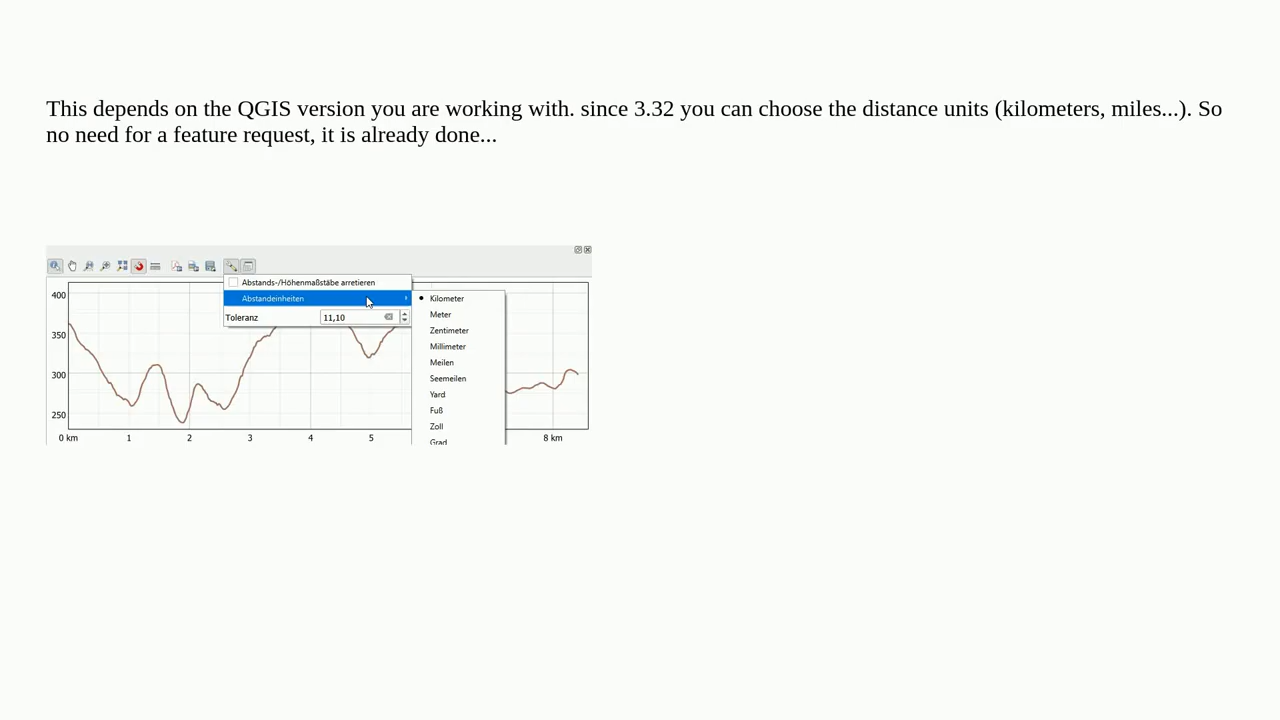 This depends on the QGIS version you are working with. since 3.32 you can choose the distance units (kilometers, miles...). So
no need for a feature request, it is already done...
Abstands-/Höhenmaßstäbe arretieren
Abstandeinheiten
Toleranz 11,10
Kilometer
Meter
Zentimeter
Millimeter
Meilen
Seemeilen
Yard
Fuß
Zoll
Grad
400
350
300
250
0 km 1 2 3 4 5 8 km